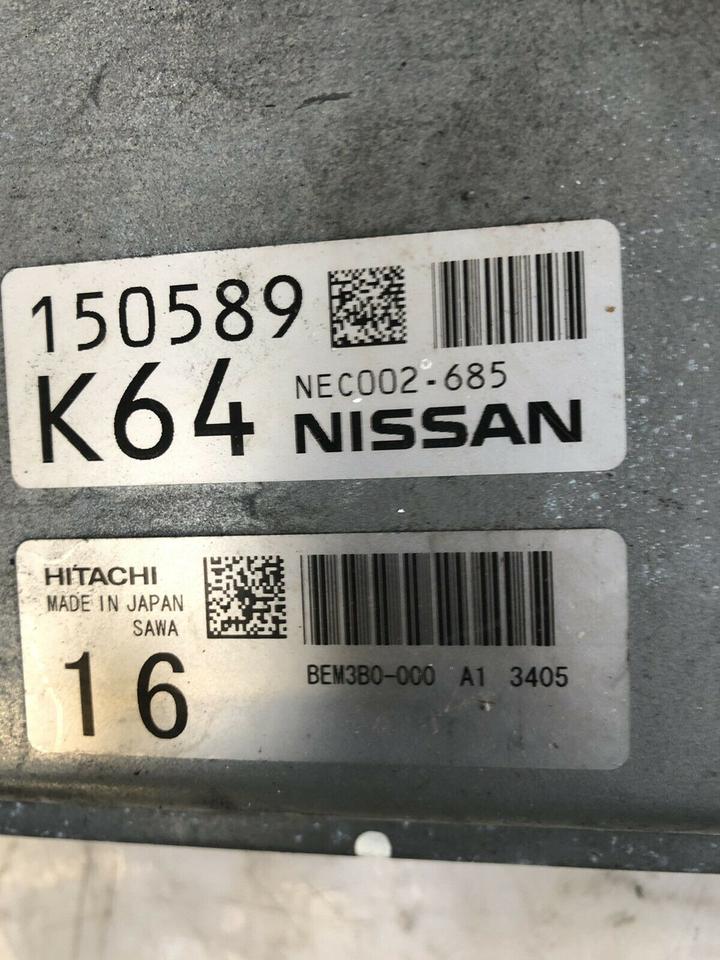 150589
K64
NEC002-685
NISSAN
HITACHI
MADE IN JAPAN
SAWA
16
BEM3B0-000 A1 3405